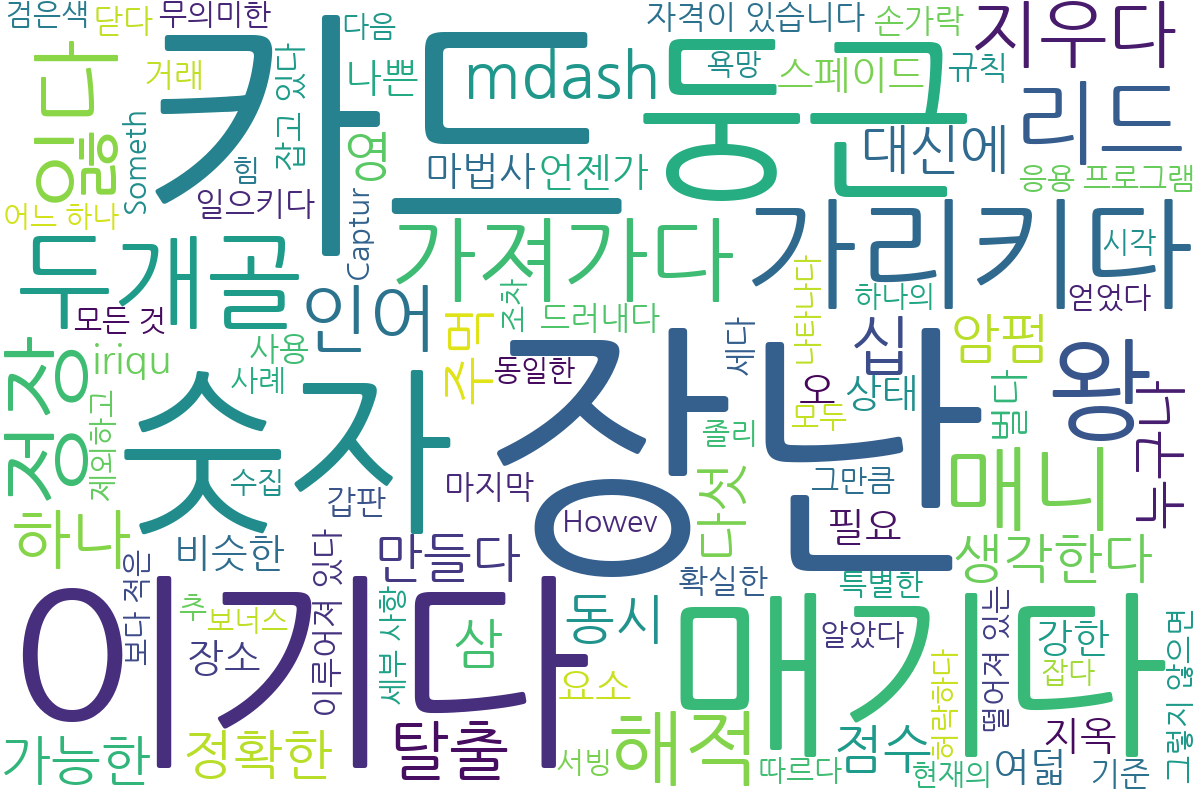 검은색
닫다
무의미한
다음
자격이 있습니다
손가락
지우다
잃다
거래
잡고 있다
카드
나쁜
mdash
욕망
스페이드
규칙
둥근
리드
Someth
힘
염
마법사
언젠가
대신에
응용 프로그램
어느 하나
일으키다
Captur
두개골
가져가다
가리키다
시각
모든 것
인어
조차
드러내다
나타나다
하나의
얻었다
정장
iriqu
사용
사례
주먹
동일한
세다
십
암펌
왕
제외하고
숫자
장난
오
상태
모두
벌다
누구나
수집
졸리
갑판
마지막
다섯
그만큼
매니
하나
Howev
필요
비슷한
이루어져 있다
만들다
생각한다
보다 적은
확실한
특별한
이기다
추
보너스
세부 사항
동시
매기다
알았다
떨어져 있는
강한
그렇지 않으면
장소
삼
요소
허락하다
잡다
가능한
정확한
탈출
서빙
해적
따르다
점수
현재의
여덟
지옥
기준